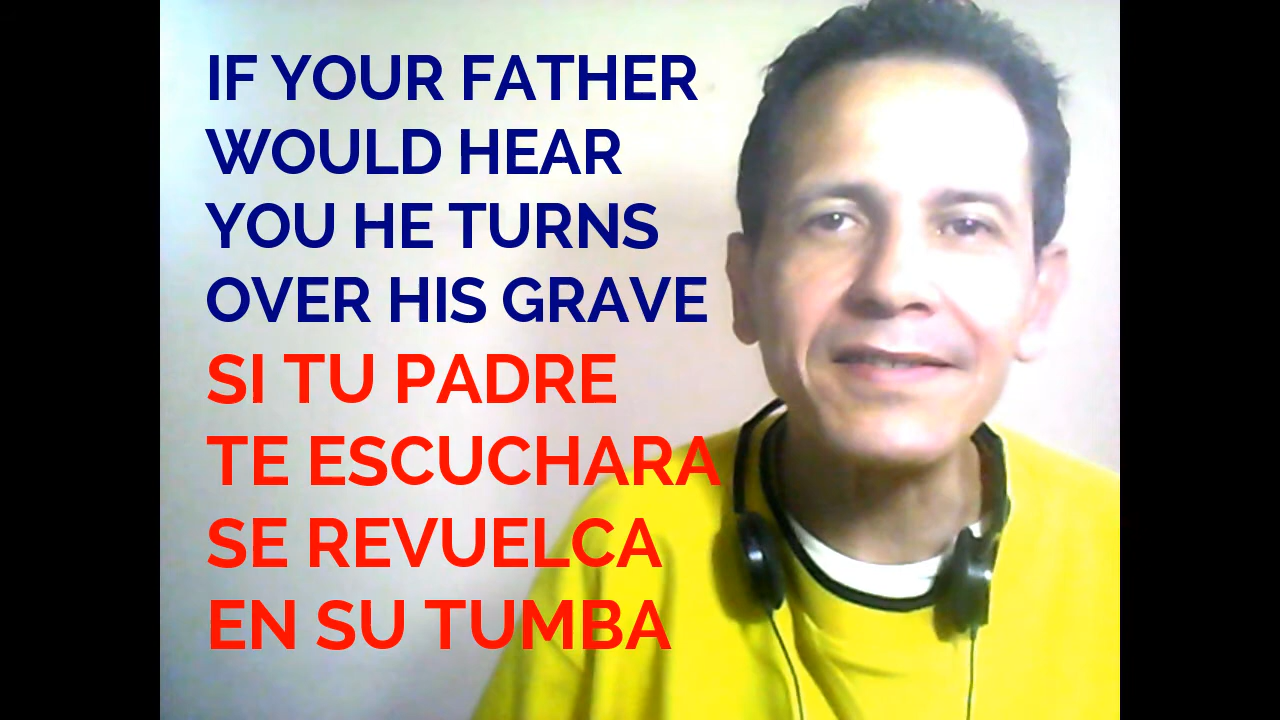 IF YOUR FATHER
WOULD HEAR
YOU HE TURNS
OVER HIS GRAVE
SI TU PADRE
TE ESCUCHARA
SE REVUELCA
EN SU TUMBA